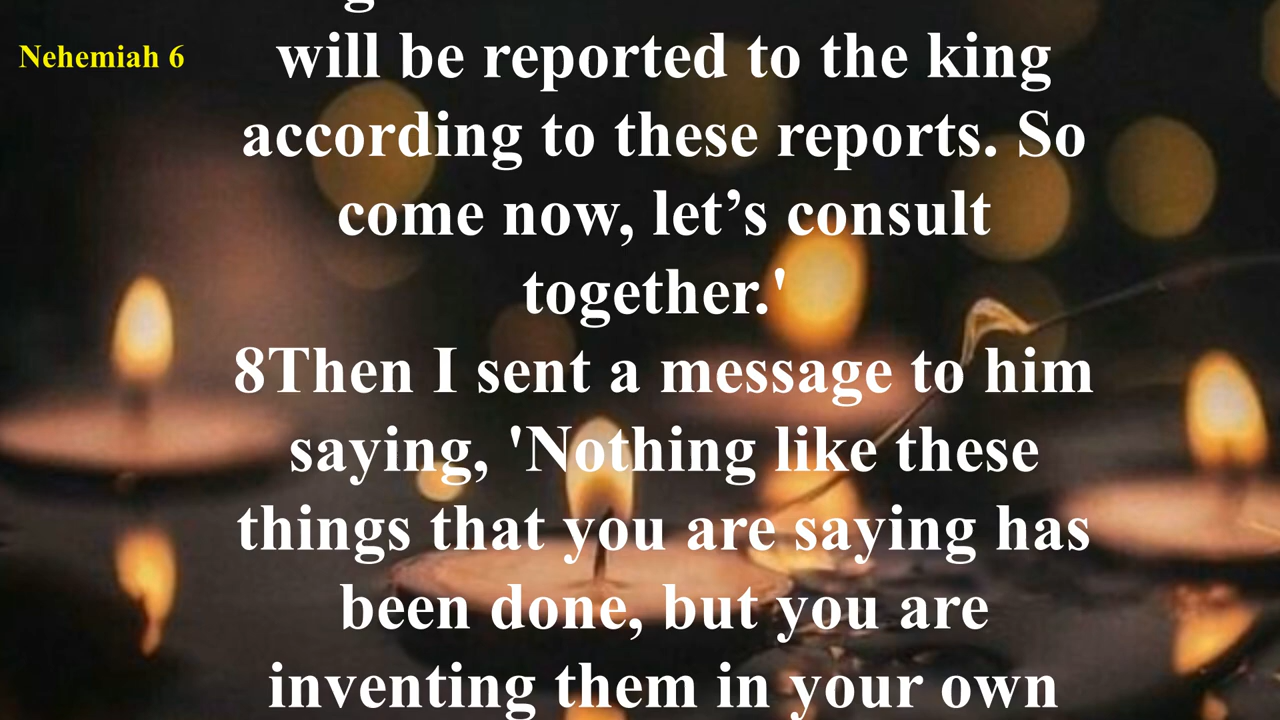 Nehemiah 6
will be reported to the king
according to these reports. So
come now, let’s consult
together.'
8Then I sent a message to him
saying, 'Nothing like these
things that you are saying has
been done, but you are
inventing them in your own